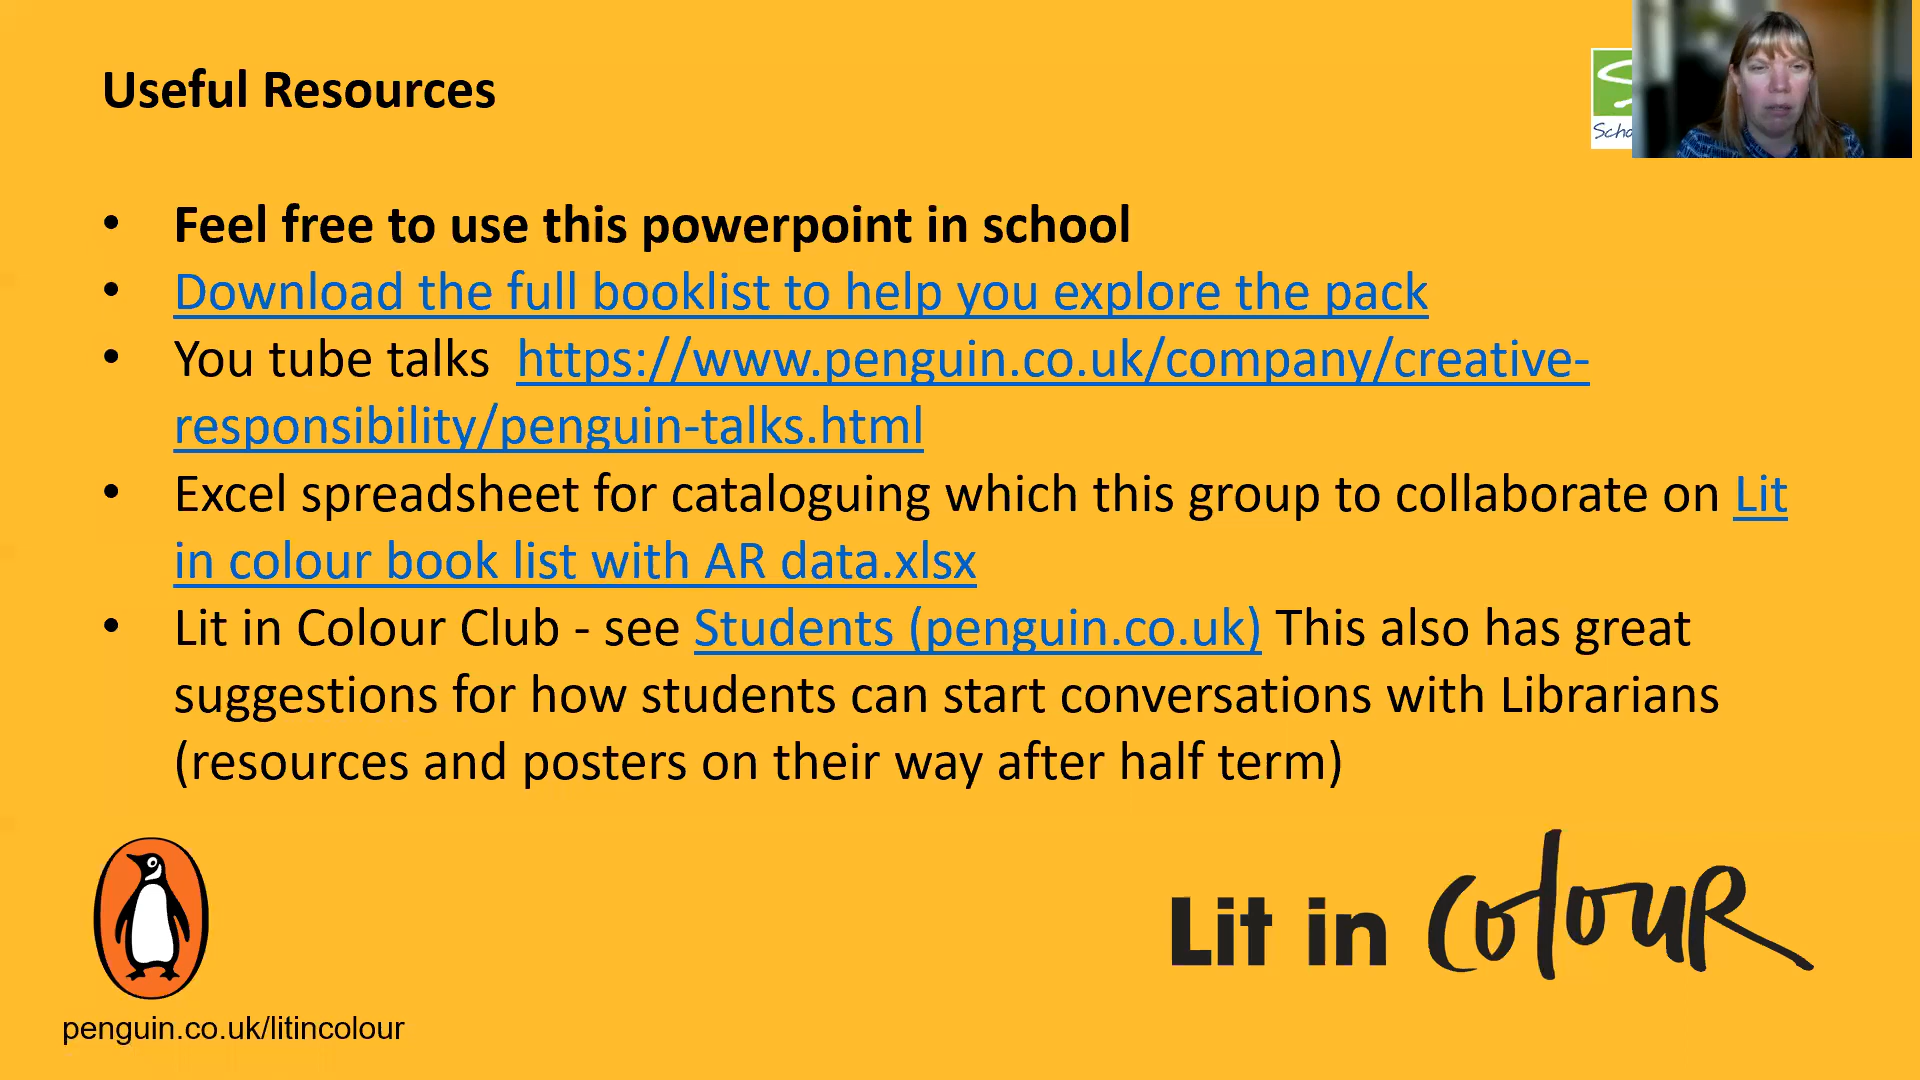 Useful Resources
• Feel free to use this powerpoint in school
• Download the full booklist to help you explore the pack
• You tube talks https://www.penguin.co.uk/company/creative-
responsibility/penguin-talks.html
• Excel spreadsheet for cataloguing which this group to collaborate on Lit
in colour book list with AR data.xlsx
• Lit in Colour Club - see Students (penguin.co.uk) This also has great
suggestions for how students can start conversations with Librarians
(resources and posters on their way after half term)
Lit in Colour
penguin.co.uk/litincolour